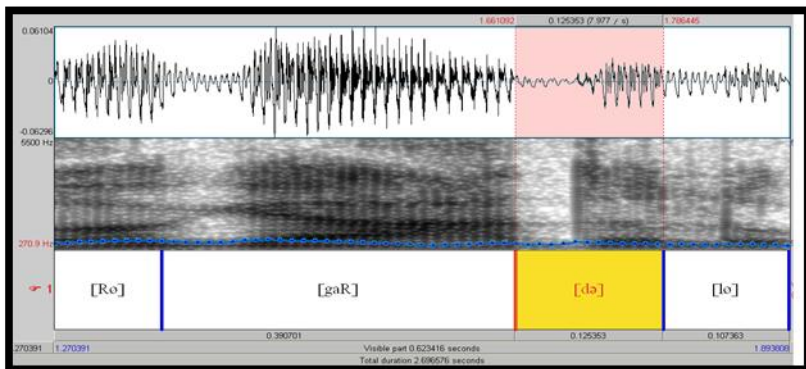 1.661092 0.125353 (7.977 / s) 1.786445
0.06104
0
-0.06296
5500 Hz
270.9 Hz
☞ 1 [Rø] [gaR] [də] [lo]
0.390701 0.125353 0.107363
270391 1.270391 Visible part 0.623416 seconds 1.893808
Total duration 2.696576 seconds